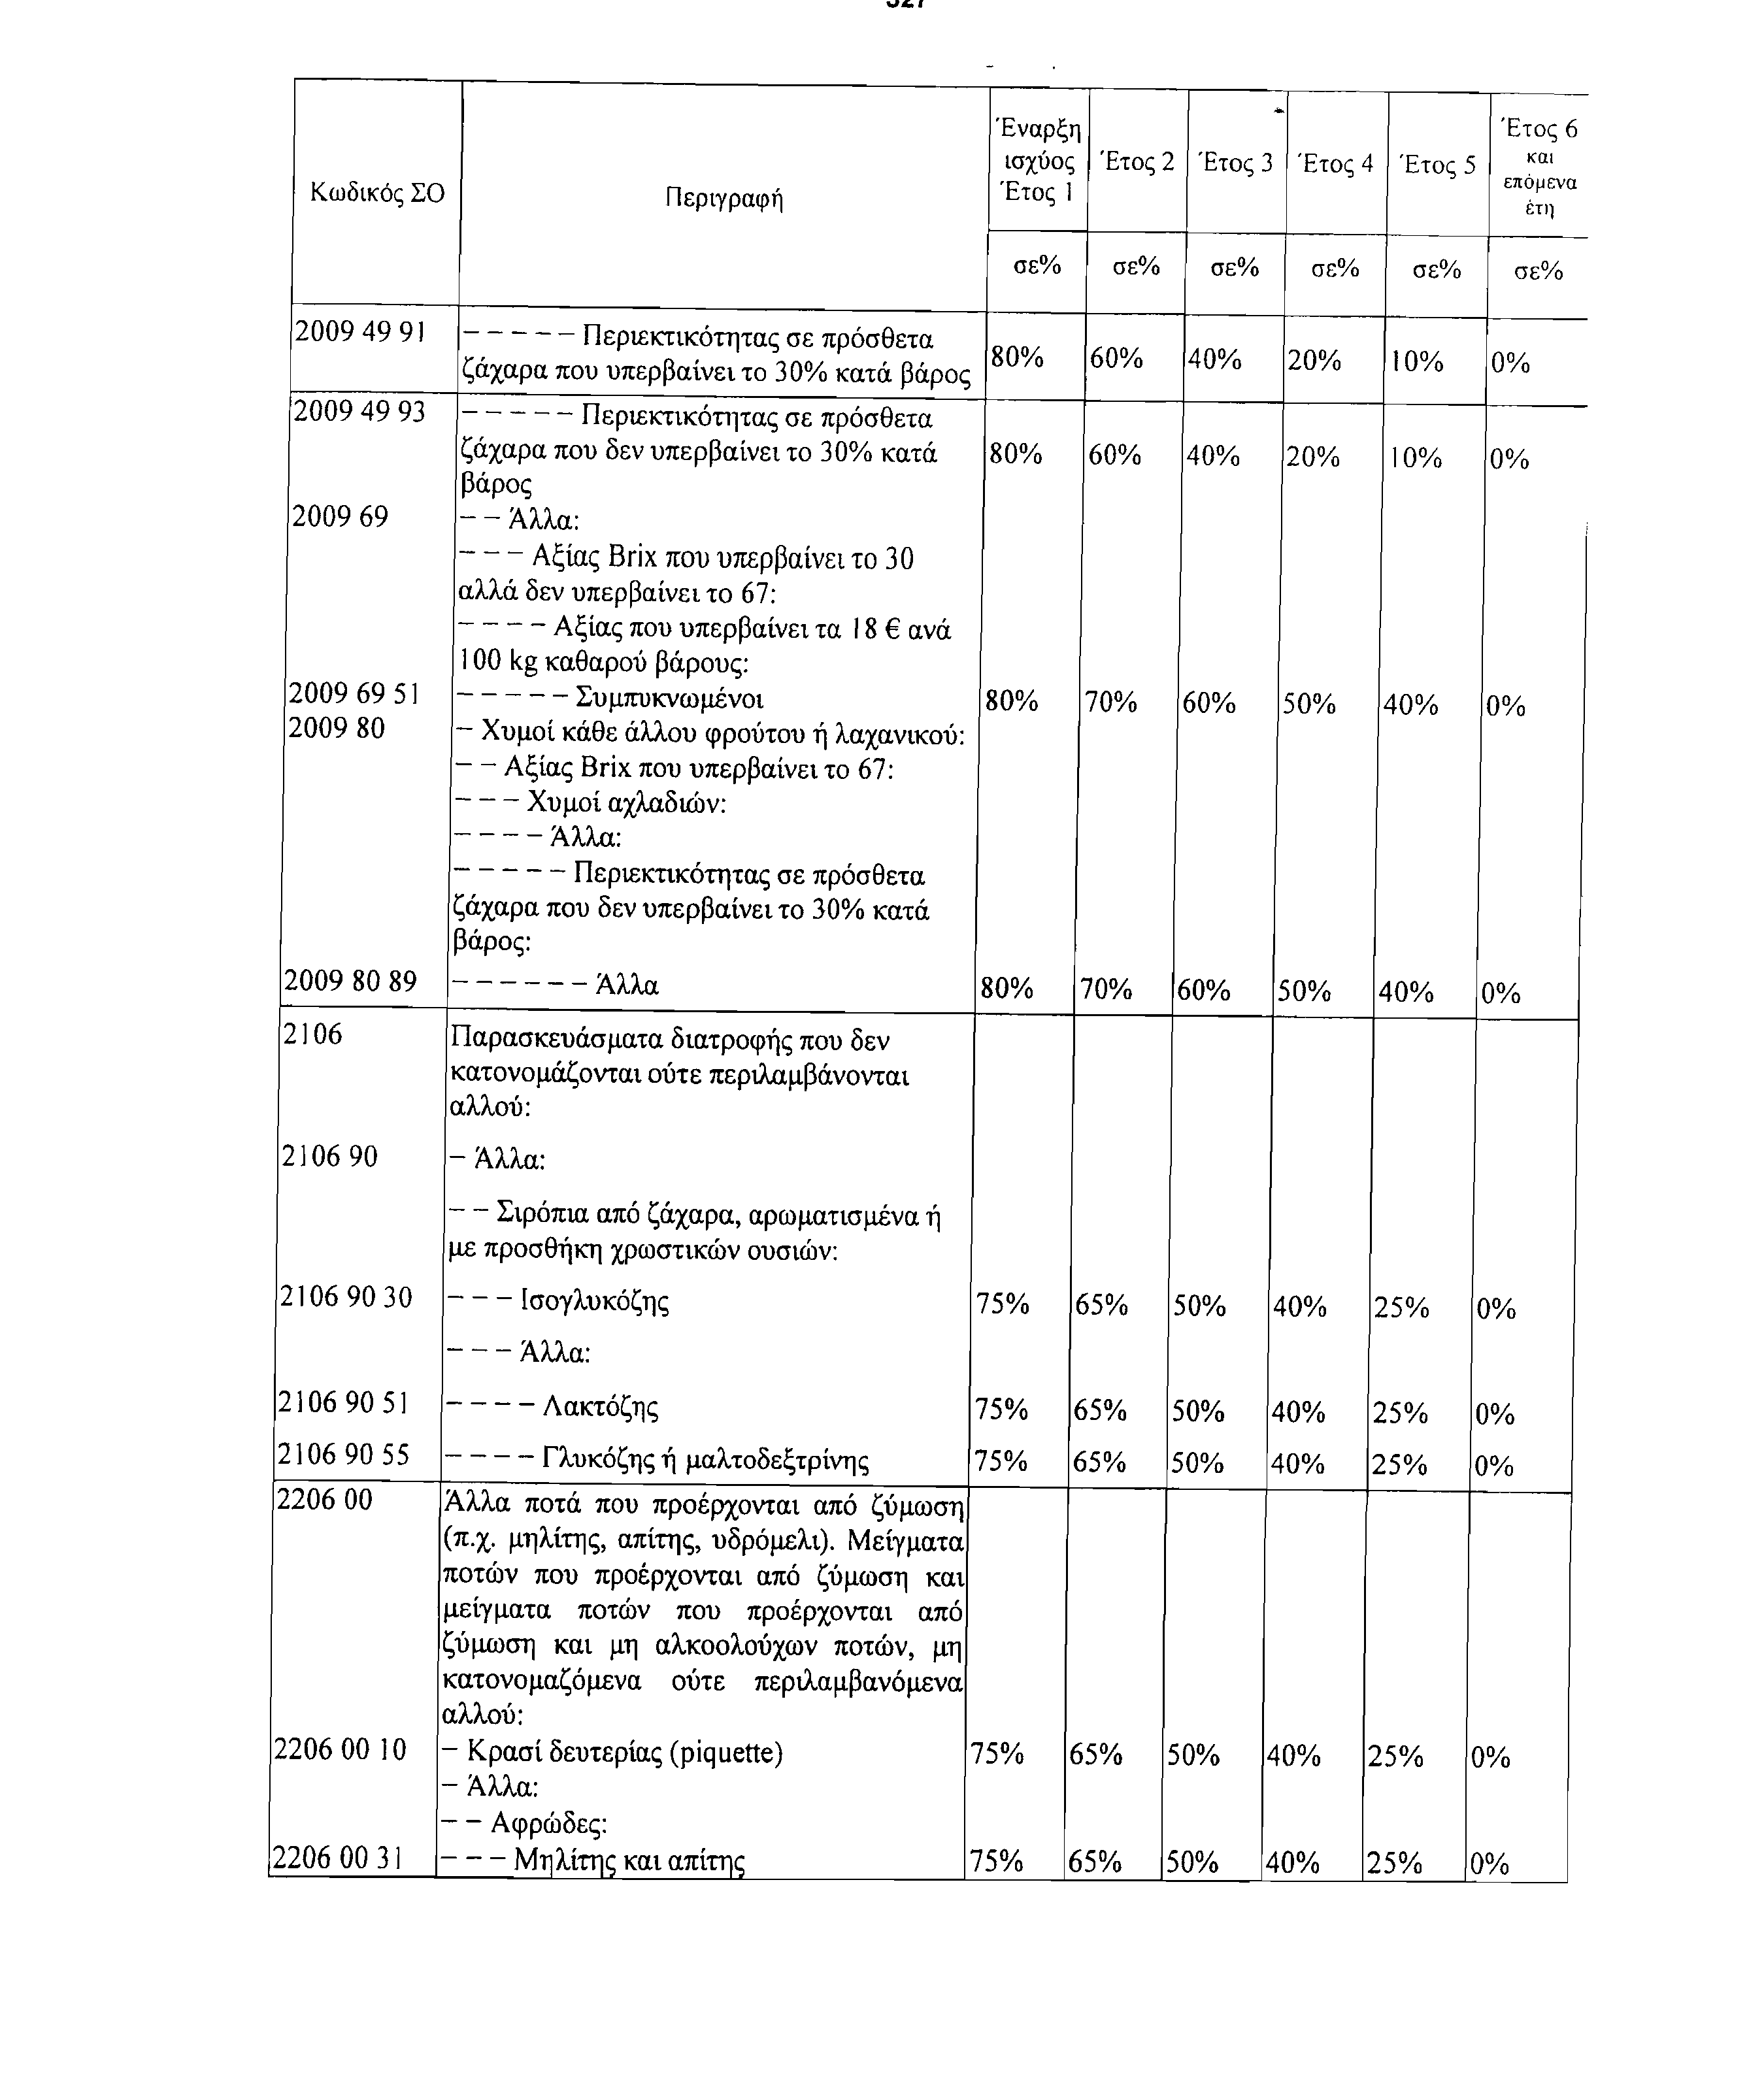 327
Κωδικός ΣΟ Περιγραφή Έναρξη ισχύος Έτος 1 Έτος 2 Έτος 3 Έτος 4 Έτος 5 Έτος 6 και επόμενα έτη
σε% σε% σε% σε% σε% σε%
2009 49 91 – – – – – Περιεκτικότητας σε πρόσθετα
ζάχαρα που υπερβαίνει το 30% κατά βάρος 80% 60% 40% 20% 10% 0%
2009 49 93 – – – – – Περιεκτικότητας σε πρόσθετα
ζάχαρα που δεν υπερβαίνει το 30% κατά 80% 60% 40% 20% 10% 0%
βάρος
2009 69 – – Άλλα:
– – – Αξίας Brix που υπερβαίνει το 30
αλλά δεν υπερβαίνει το 67:
– – – – Αξίας που υπερβαίνει τα 18 € ανά
100 kg καθαρού βάρους:
2009 69 51 – – – – – Συμπυκνωμένοι 80% 70% 60% 50% 40% 0%
2009 80 – Χυμοί κάθε άλλου φρούτου ή λαχανικού:
– – Αξίας Brix που υπερβαίνει το 67:
– – – Χυμοί αχλαδιών:
– – – – Άλλα:
– – – – – Περιεκτικότητας σε πρόσθετα
ζάχαρα που δεν υπερβαίνει το 30% κατά
βάρος:
2009 80 89 – – – – – – Άλλα 80% 70% 60% 50% 40% 0%
2106 Παρασκευάσματα διατροφής που δεν
κατονομάζονται ούτε περιλαμβάνονται
αλλού:
2106 90 – Άλλα:
– – Σιρόπια από ζάχαρα, αρωματισμένα ή
με προσθήκη χρωστικών ουσιών:
2106 90 30 – – – Ισογλυκόζης 75% 65% 50% 40% 25% 0%
– – – Άλλα:
2106 90 51 – – – – Λακτόζης 75% 65% 50% 40% 25% 0%
2106 90 55 – – – – Γλυκόζης ή μαλτοδεξτρίνης 75% 65% 50% 40% 25% 0%
2206 00 Άλλα ποτά που προέρχονται από ζύμωση
(π.χ. μηλίτης, απίτης, υδρόμελι). Μείγματα
ποτών που προέρχονται από ζύμωση και
μείγματα ποτών που προέρχονται από
ζύμωση και μη αλκοολούχων ποτών, μη
κατονομαζόμενα ούτε περιλαμβανόμενα
αλλού:
2206 00 10 – Κρασί δευτερίας (piquette) 75% 65% 50% 40% 25% 0%
– Άλλα:
– – Αφρώδες:
2206 00 31 – – – Μηλίτης και απίτης 75% 65% 50% 40% 25% 0%